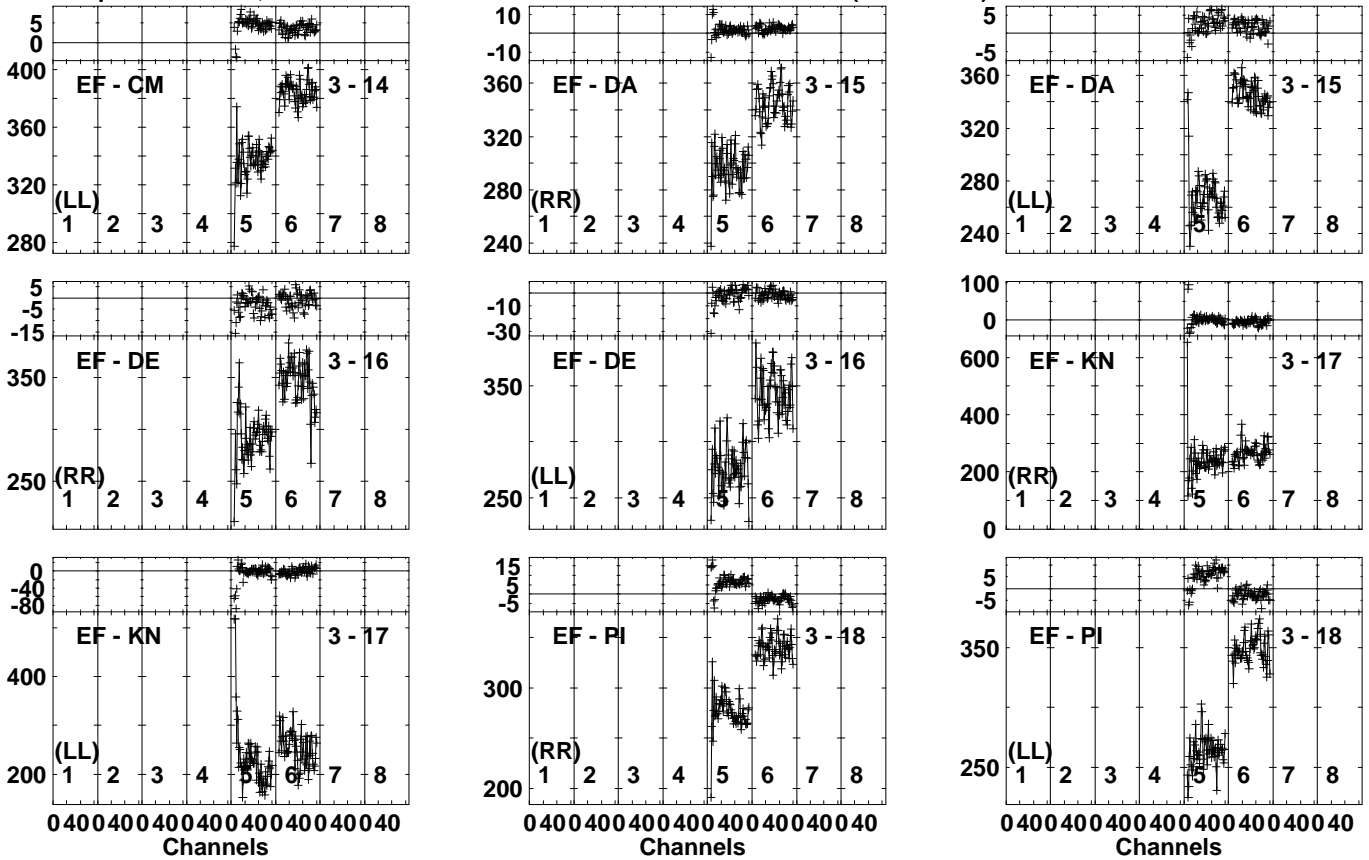 5
0
EF - CM 3 - 14
400
360
320
280
(LL)
1 2 3 4 5 6 7 8
10
-10
EF - DA 3 - 15
360
320
280
240
(RR)
1 2 3 4 5 6 7 8
5
-5
EF - DA 3 - 15
360
320
280
240
(LL)
1 2 3 4 5 6 7 8
5
-5
-15
EF - DE 3 - 16
350
250
(RR)
1 2 3 4 5 6 7 8
-10
-30
EF - DE 3 - 16
350
250
(LL)
1 2 3 4 5 6 7 8
100
0
EF - KN 3 - 17
600
400
200
0
(RR)
1 2 3 4 5 6 7 8
0
-40
-80
EF - KN 3 - 17
400
200
(LL)
1 2 3 4 5 6 7 8
0 40 0 40 0 40 0 40 0 40 0 40 0 40 0 40
Channels
15
5
-5
EF - PI 3 - 18
300
200
(RR)
1 2 3 4 5 6 7 8
0 40 0 40 0 40 0 40 0 40 0 40 0 40 0 40
Channels
5
-5
EF - PI 3 - 18
350
250
(LL)
1 2 3 4 5 6 7 8
0 40 0 40 0 40 0 40 0 40 0 40 0 40 0 40
Channels